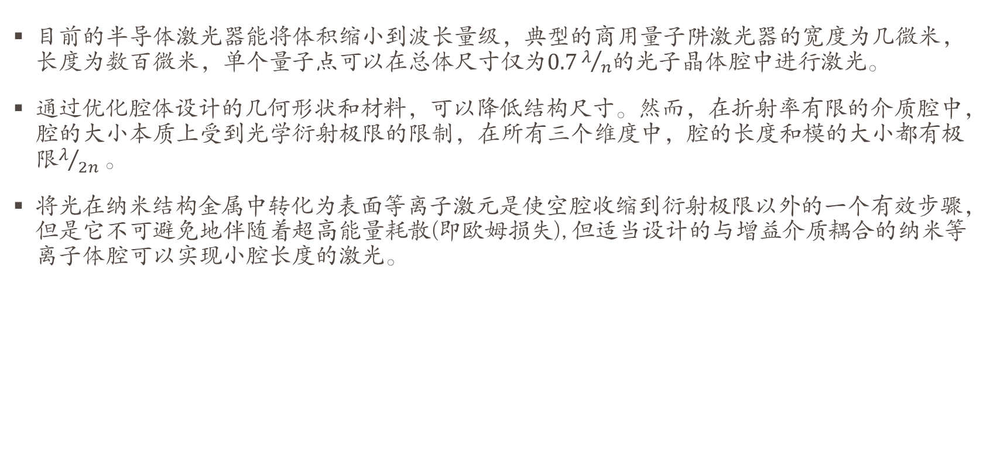 ▪ 目前的半导体激光器能将体积缩小到波长量级，典型的商用量子阱激光器的宽度为几微米，
长度为数百微米，单个量子点可以在总体尺寸仅为0.7 λ/n的光子晶体腔中进行激光。
▪ 通过优化腔体设计的几何形状和材料，可以降低结构尺寸。然而，在折射率有限的介质腔中，
腔的大小本质上受到光学衍射极限的限制，在所有三个维度中，腔的长度和模的大小都有极
限λ/2n 。
▪ 将光在纳米结构金属中转化为表面等离子激元是使空腔收缩到衍射极限以外的一个有效步骤，
但是它不可避免地伴随着超高能量耗散(即欧姆损失), 但适当设计的与增益介质耦合的纳米等
离子体腔可以实现小腔长度的激光。